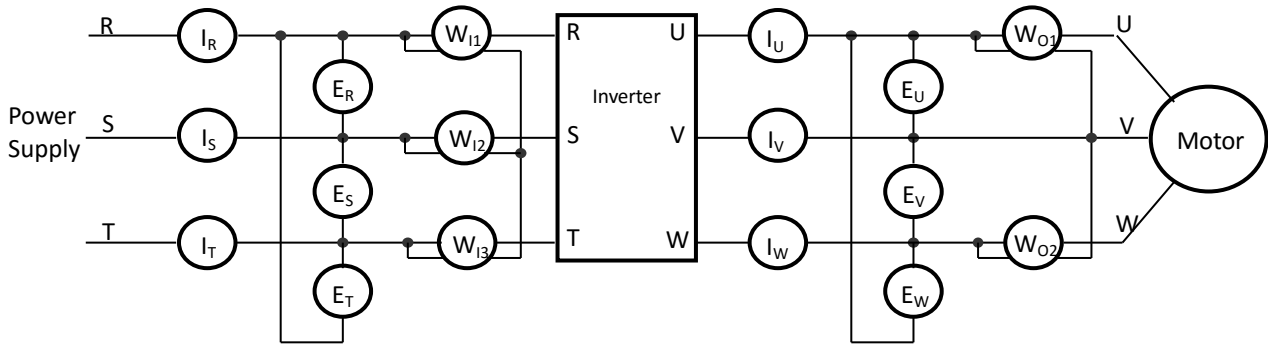 R I_R W_I1 R U I_U W_O1 U
E_R E_U
Inverter
Power
Supply
S I_S W_I2 S V I_V V Motor
E_S E_V
T I_T W_I3 T W I_W W_O2 W
E_T E_W